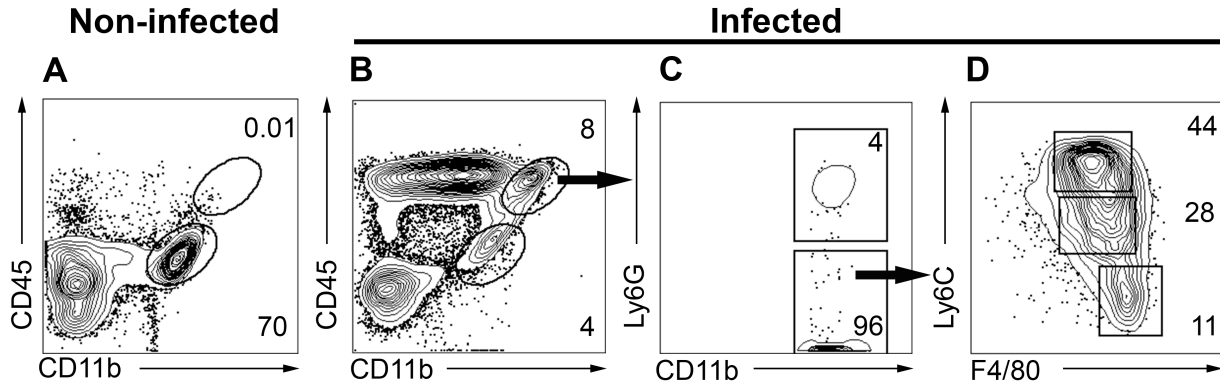 Non-infected Infected
A B C D
0.01 8 4 44
28
70 4 96 11
CD45 CD45 Ly6G Ly6C
CD11b CD11b CD11b F4/80